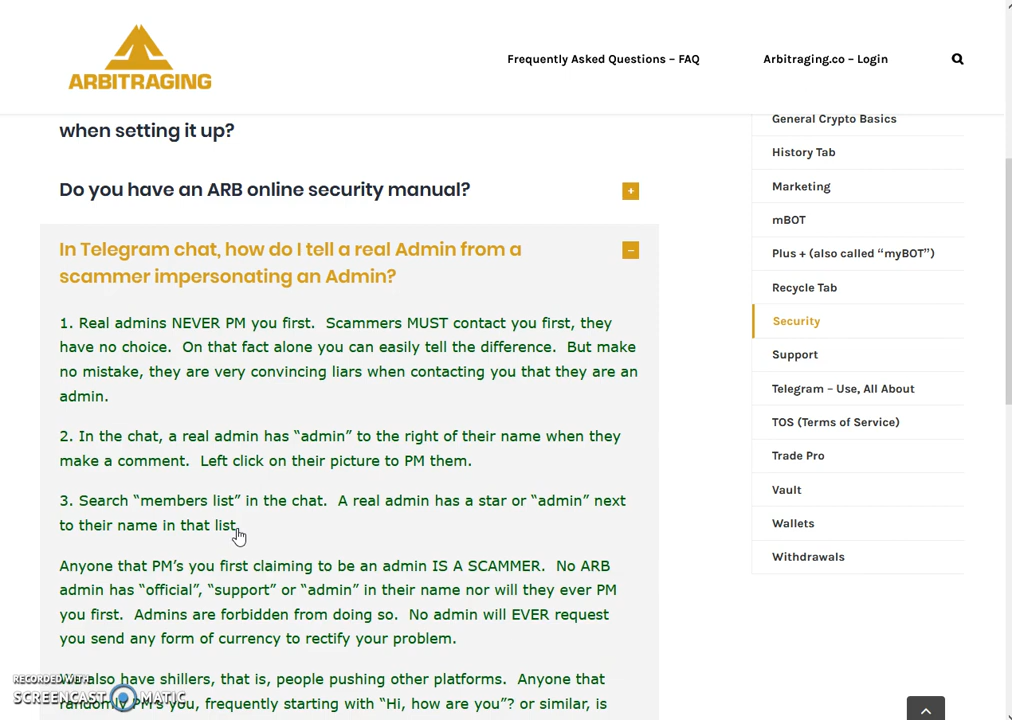 ARBITRAGING
Frequently Asked Questions – FAQ
Arbitraging.co – Login
when setting it up?
Do you have an ARB online security manual?
+
In Telegram chat, how do I tell a real Admin from a
scammer impersonating an Admin?
–
1. Real admins NEVER PM you first.  Scammers MUST contact you first, they
have no choice.  On that fact alone you can easily tell the difference.  But make
no mistake, they are very convincing liars when contacting you that they are an
admin.
2. In the chat, a real admin has “admin” to the right of their name when they
make a comment.  Left click on their picture to PM them.
3. Search “members list” in the chat.  A real admin has a star or “admin” next
to their name in that list.
Anyone that PM’s you first claiming to be an admin IS A SCAMMER.  No ARB
admin has “official”, “support” or “admin” in their name nor will they ever PM
you first.  Admins are forbidden from doing so.  No admin will EVER request
you send any form of currency to rectify your problem.
We also have shillers, that is, people pushing other platforms.  Anyone that
randomly PM’s you, frequently starting with “Hi, how are you”? or similar, is
General Crypto Basics
History Tab
Marketing
mBOT
Plus + (also called “myBOT”)
Recycle Tab
Security
Support
Telegram – Use, All About
TOS (Terms of Service)
Trade Pro
Vault
Wallets
Withdrawals
RECORDED WITH
SCREENCAST MATIC